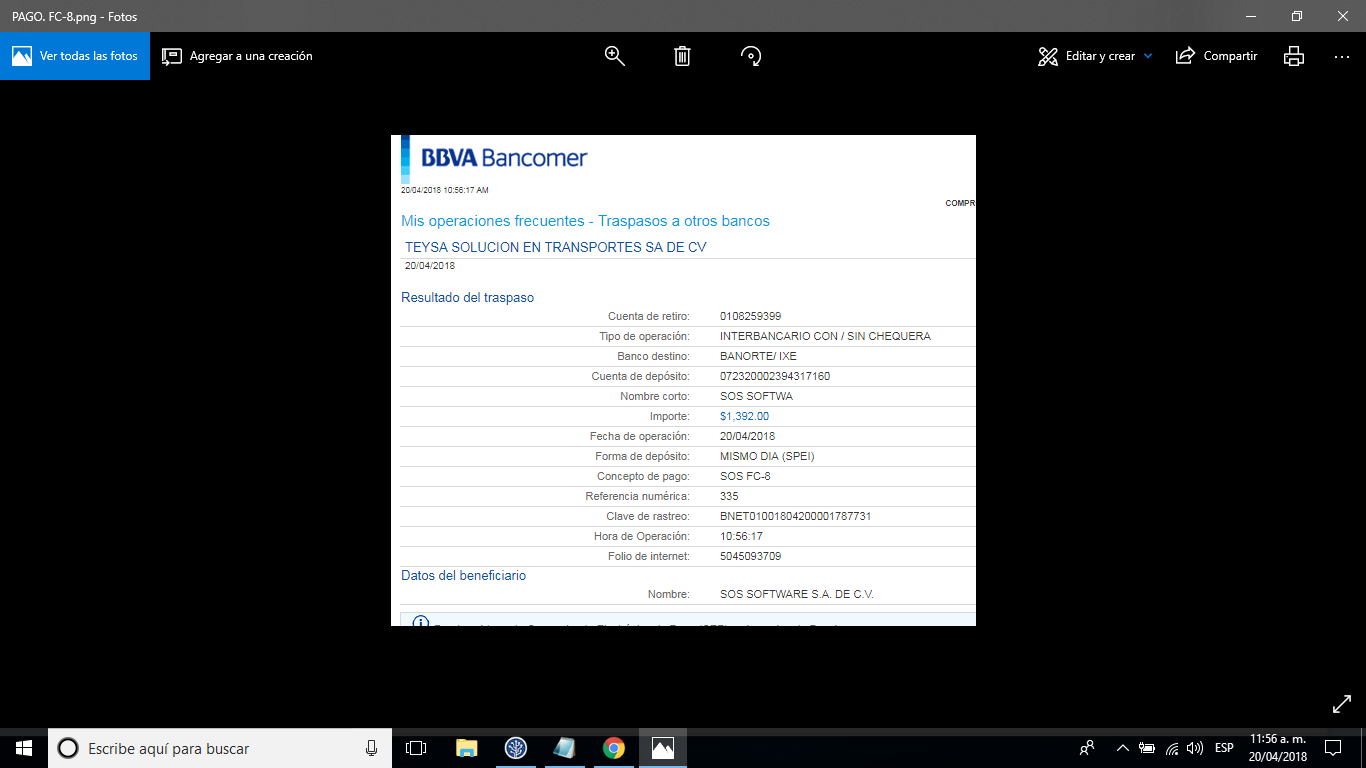 PAGO. FC-8.png - Fotos
Ver todas las fotos
Agregar a una creación
Editar y crear
Compartir
BBVA Bancomer
20/04/2018 10:56:17 AM
COMPR
Mis operaciones frecuentes - Traspasos a otros bancos
TEYSA SOLUCION EN TRANSPORTES SA DE CV
20/04/2018
Resultado del traspaso
Cuenta de retiro: 0108259399
Tipo de operación: INTERBANCARIO CON / SIN CHEQUERA
Banco destino: BANORTE/ IXE
Cuenta de depósito: 072320002394317160
Nombre corto: SOS SOFTWA
Importe: $1,392.00
Fecha de operación: 20/04/2018
Forma de depósito: MISMO DIA (SPEI)
Concepto de pago: SOS FC-8
Referencia numérica: 335
Clave de rastreo: BNET01001804200001787731
Hora de Operación: 10:56:17
Folio de internet: 5045093709
Datos del beneficiario
Nombre: SOS SOFTWARE S.A. DE C.V.
Escribe aquí para buscar
ESP
11:56 a. m.
20/04/2018